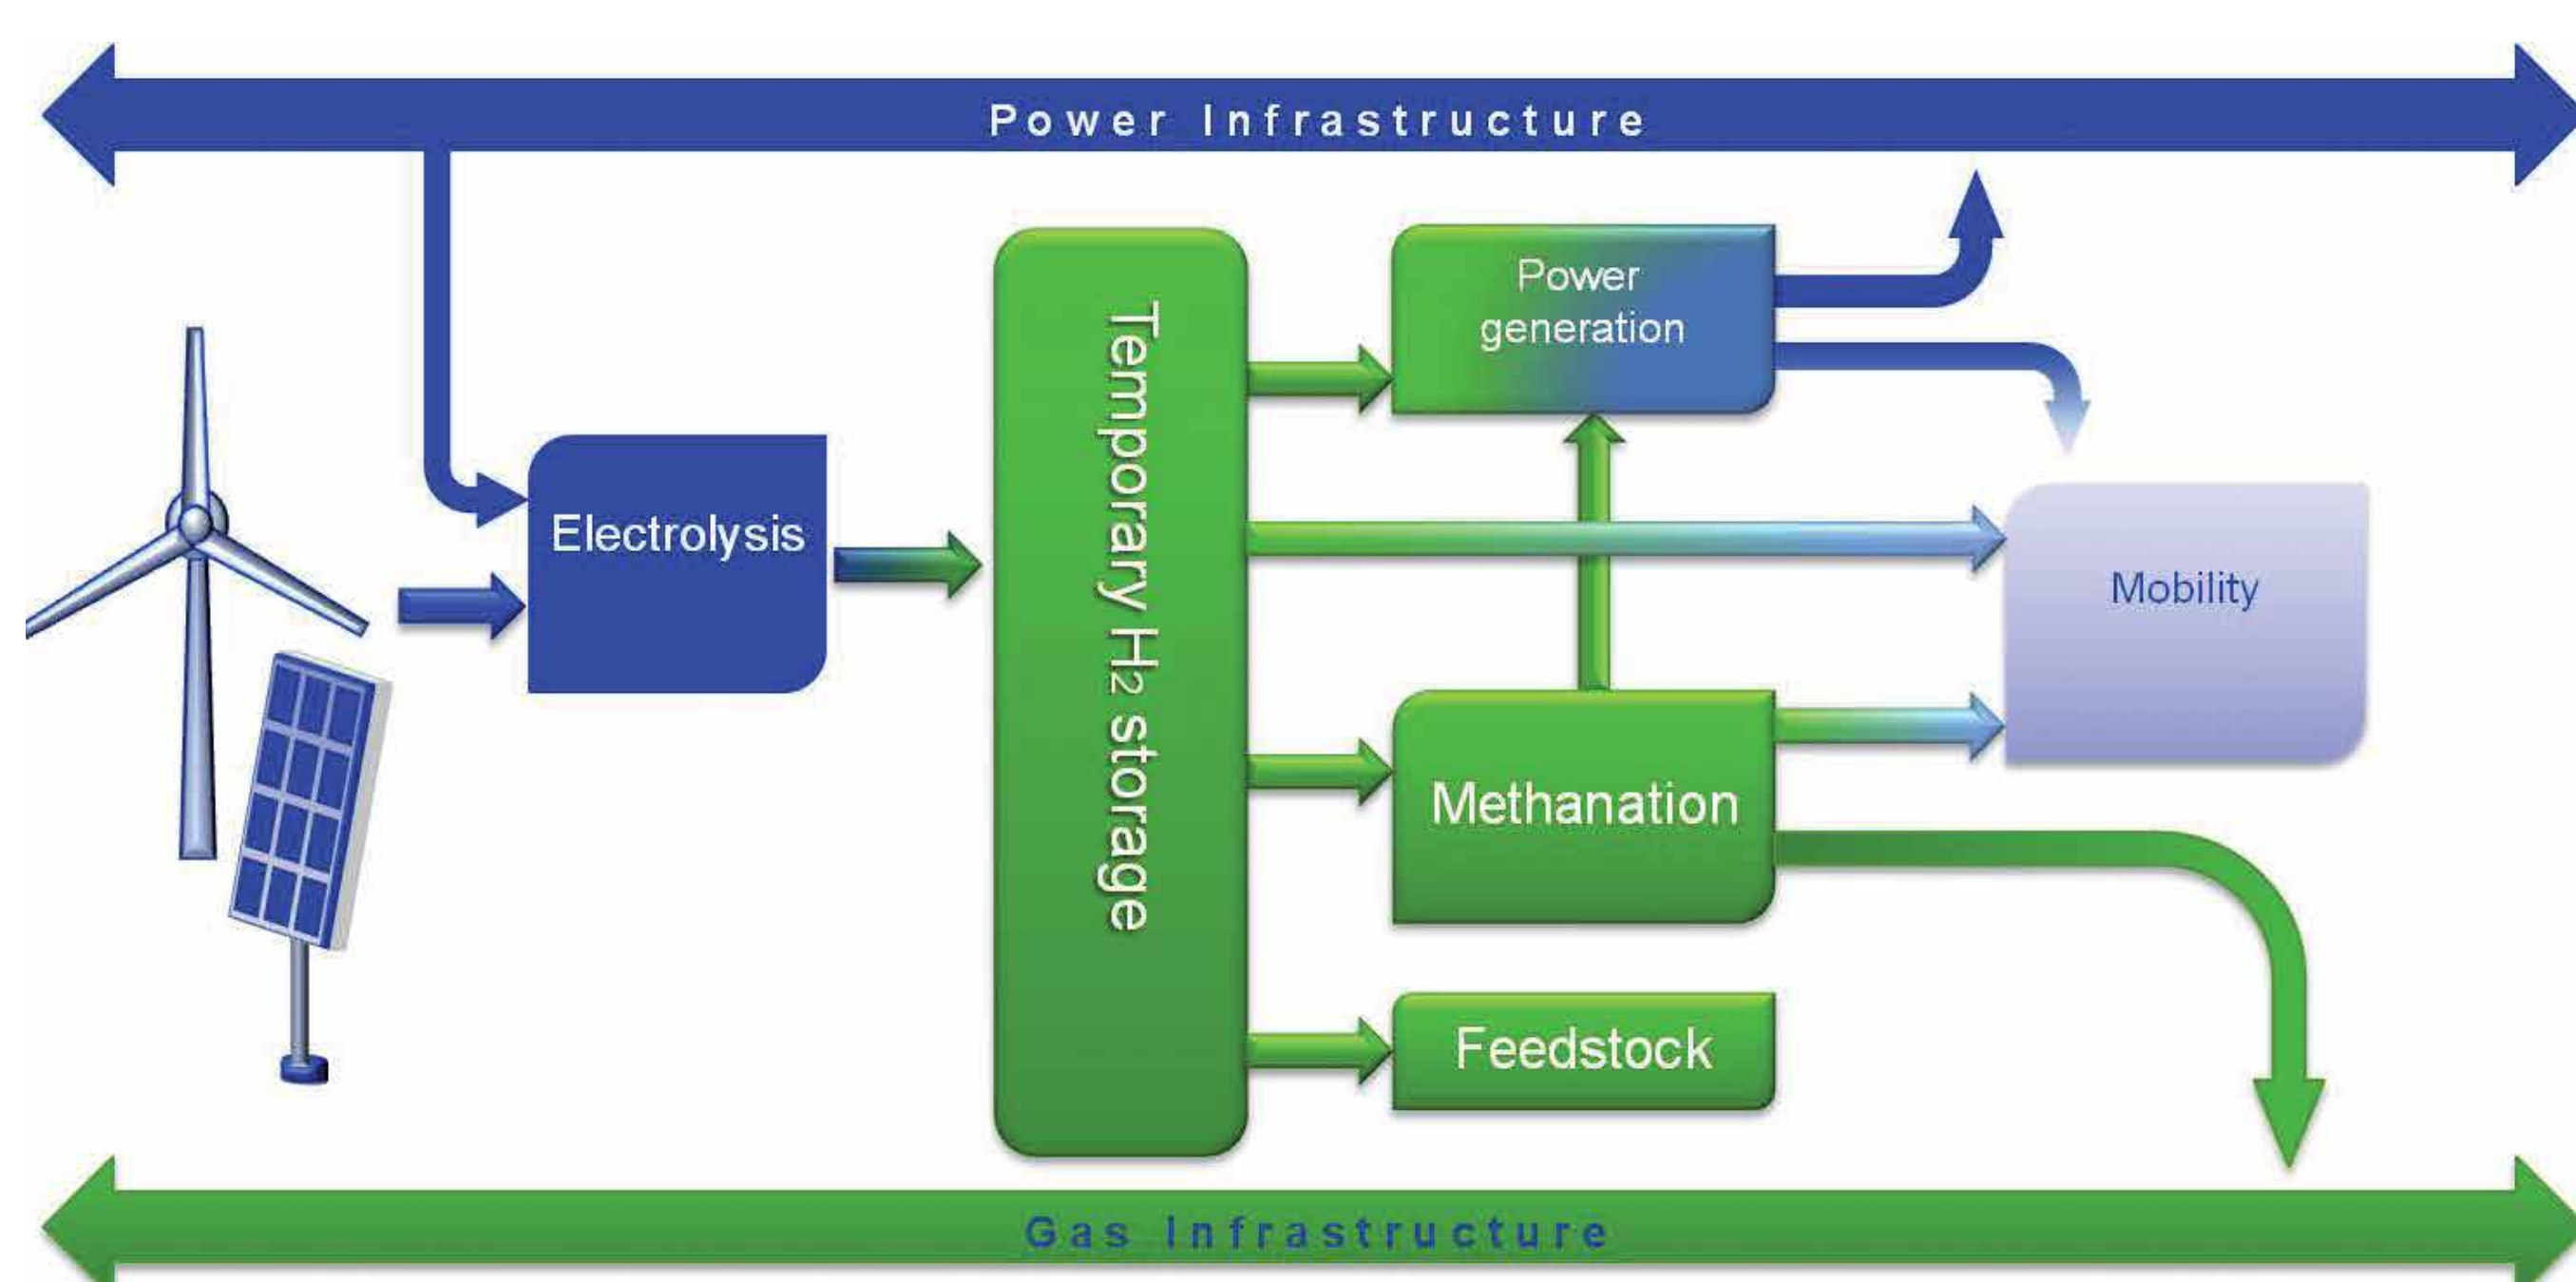 Power Infrastructure
Power
generation
Electrolysis
Temporary H2 storage
Mobility
Methanation
Feedstock
Gas Infrastructure